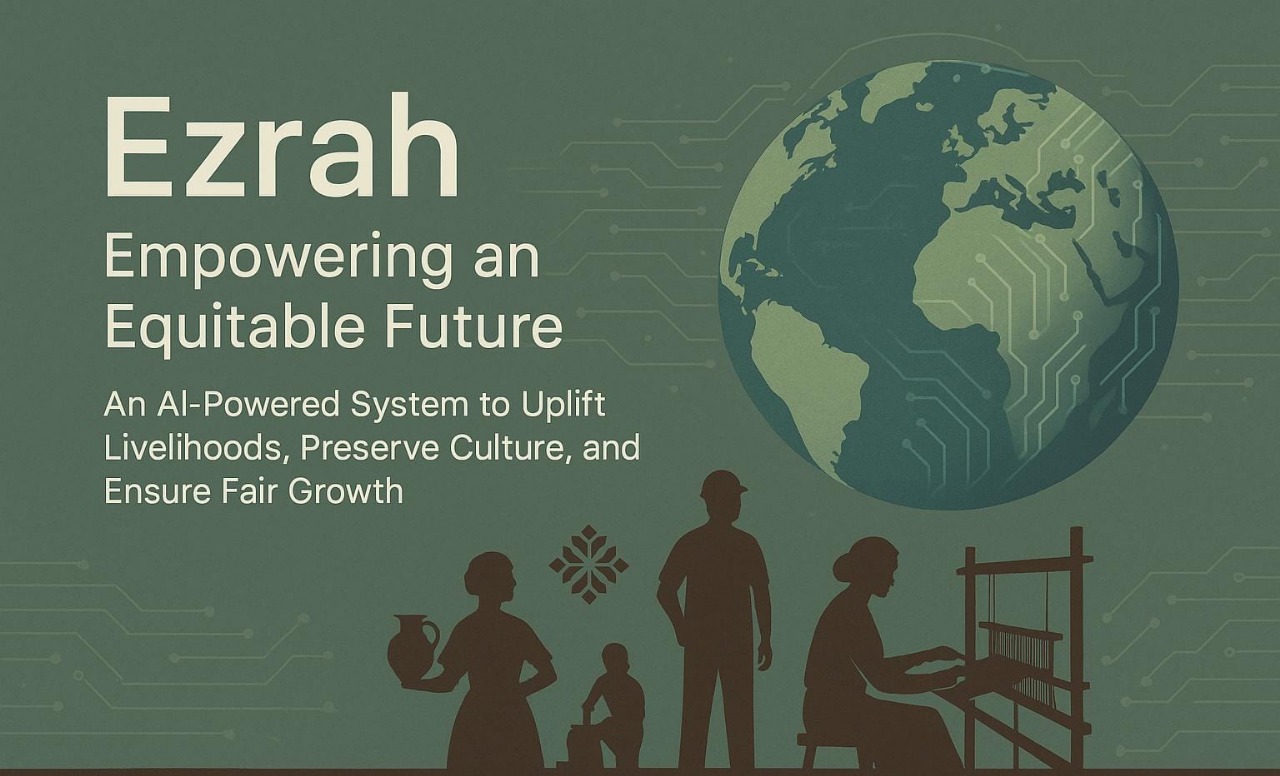 Ezrah
Empowering an
Equitable Future
An AI-Powered System to Uplift
Livelihoods, Preserve Culture, and
Ensure Fair Growth